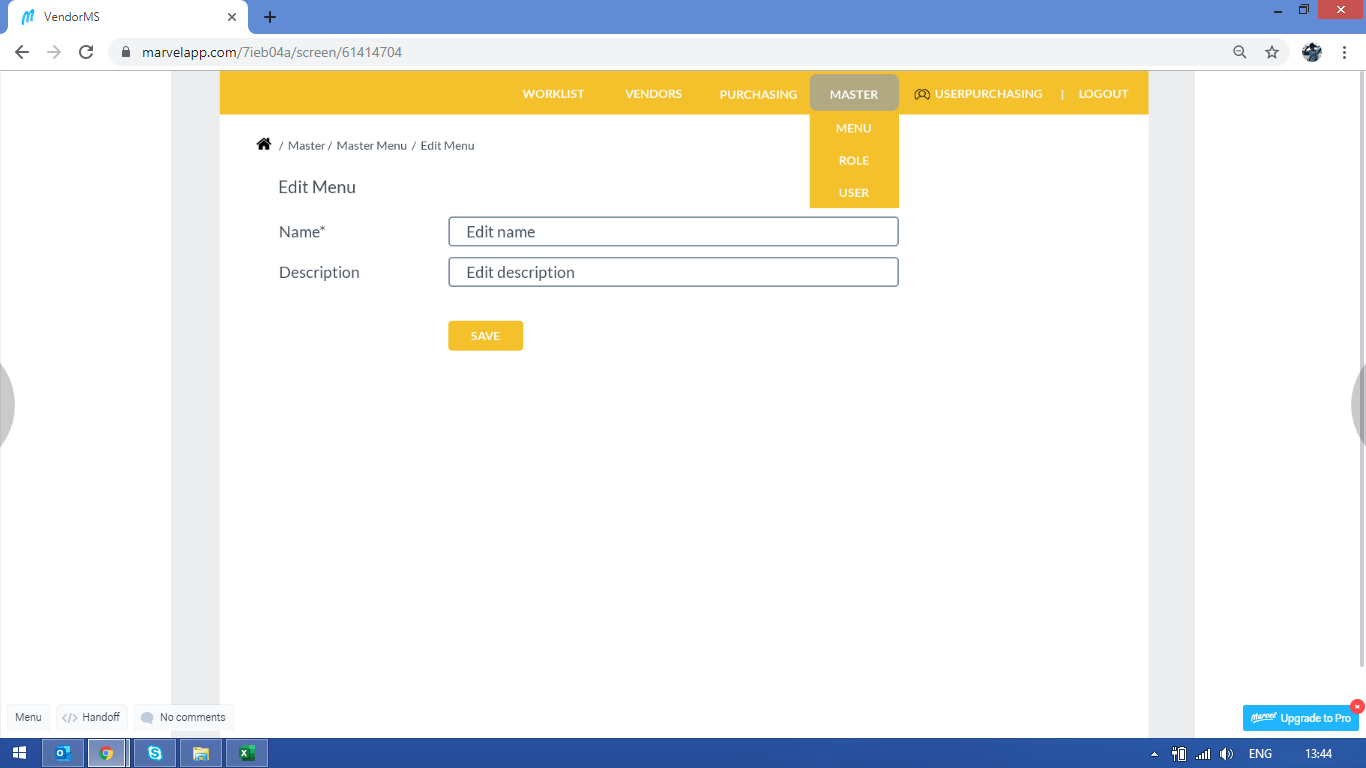 VendorMS
marvelapp.com/7ieb04a/screen/61414704
WORKLIST VENDORS PURCHASING MASTER USERPURCHASING | LOGOUT
MENU
ROLE
USER
/ Master / Master Menu / Edit Menu
Edit Menu
Name* Edit name
Description Edit description
SAVE
Menu </> Handoff No comments
Marvel Upgrade to Pro
ENG 13:44